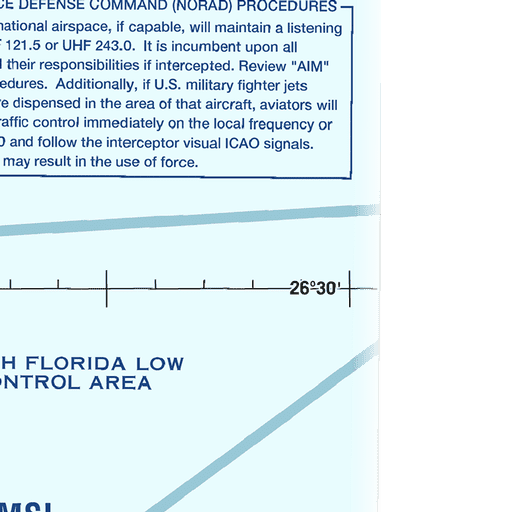 CE DEFENSE COMMAND (NORAD) PROCEDURES
national airspace, if capable, will maintain a listening
121.5 or UHF 243.0. It is incumbent upon all
their responsibilities if intercepted. Review "AIM"
edures. Additionally, if U.S. military fighter jets
re dispensed in the area of that aircraft, aviators will
raffic control immediately on the local frequency or
and follow the interceptor visual ICAO signals.
may result in the use of force.
26°30'
H FLORIDA LOW
ONTROL AREA
MSL